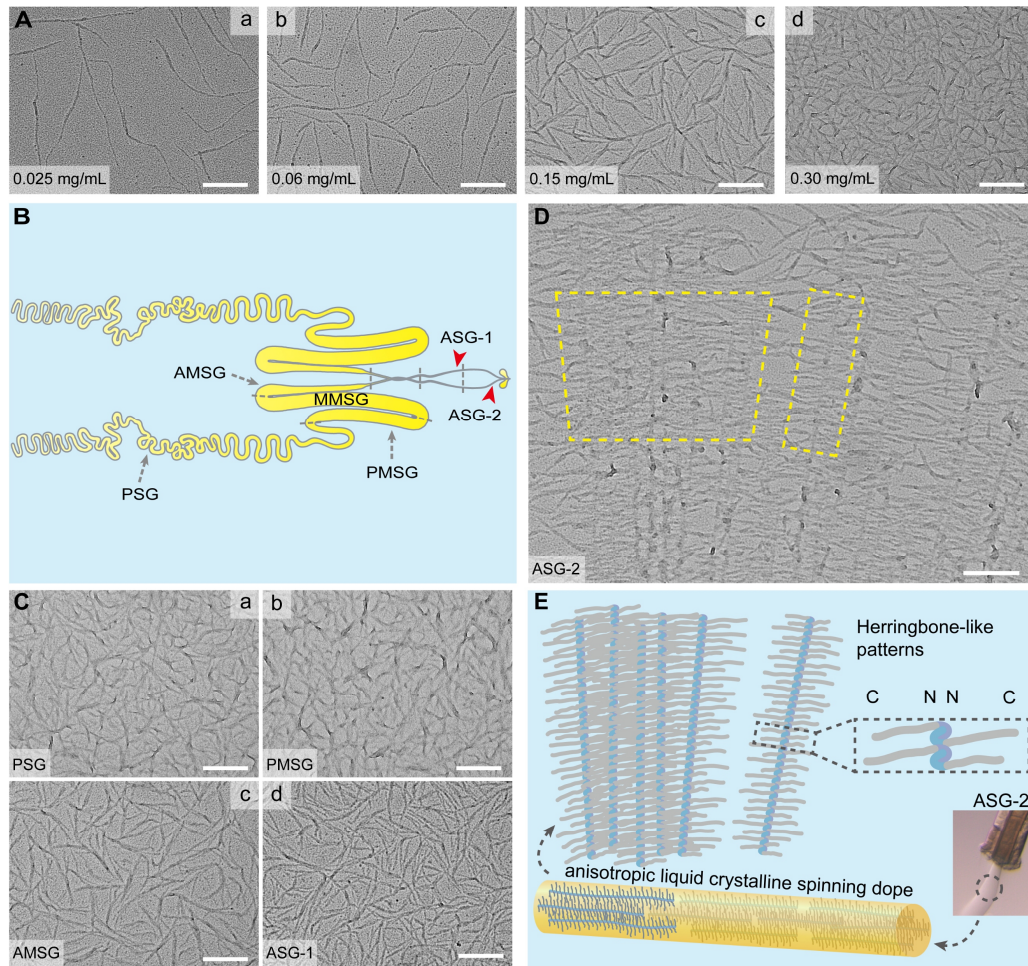 A
a
0.025 mg/mL
b
0.06 mg/mL
c
0.15 mg/mL
d
0.30 mg/mL
B
ASG-1
AMSG
MMSG
ASG-2
PMSG
PSG
D
ASG-2
C
a
PSG
b
PMSG
c
AMSG
d
ASG-1
E
Herringbone-like
patterns
C N N C
ASG-2
anisotropic liquid crystalline spinning dope